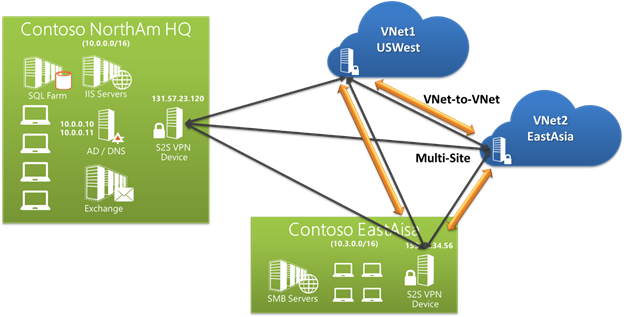 Contoso NorthAm HQ
(10.0.0.0/16)
SQL Farm
IIS Servers
131.57.23.120
10.0.0.10
10.0.0.11
AD / DNS
S2S VPN
Device
Exchange
VNet1
USWest
VNet-to-VNet
VNet2
EastAsia
Multi-Site
Contoso EastAisa
(10.3.0.0/16)
34.56
SMB Servers
S2S VPN
Device